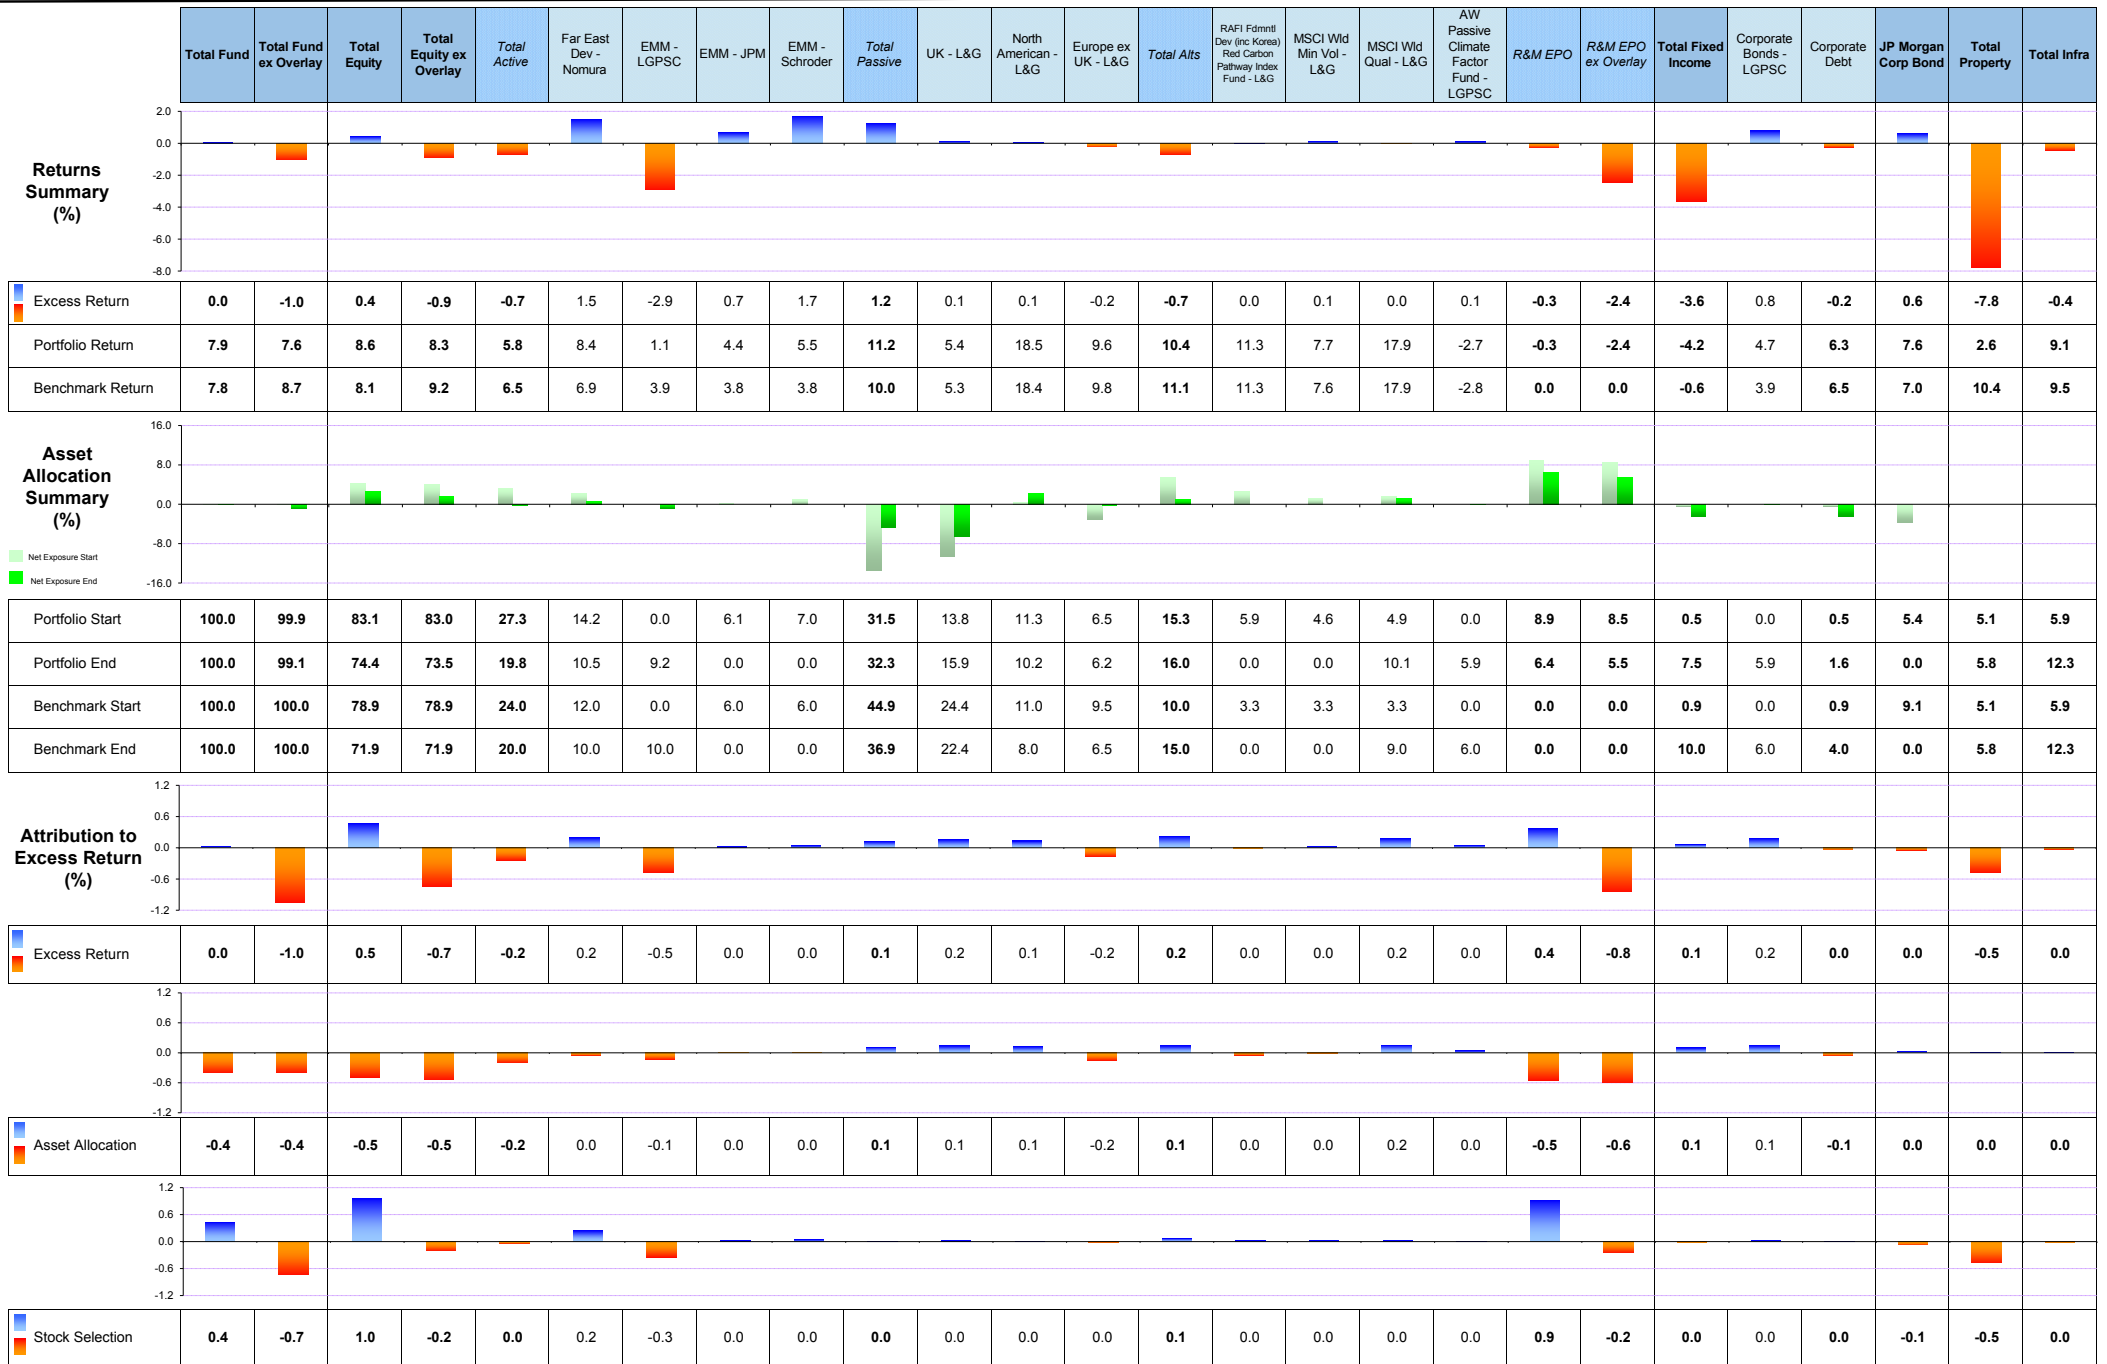 Total Fund
Total Fund ex Overlay
Total Equity
Total Equity ex Overlay
Total Active
Far East Dev - Nomura
EMM - LGPSC
EMM - JPM
EMM - Schroder
Total Passive
UK - L&G
North American - L&G
Europe ex UK - L&G
Total Alts
RAFI Fdmntl Dev (inc Korea) Red Carbon Pathway Index Fund - L&G
MSCI Wld Min Vol - L&G
MSCI Wld Qual - L&G
AW Passive Climate Factor Fund - LGPSC
R&M EPO
R&M EPO ex Overlay
Total Fixed Income
Corporate Bonds - LGPSC
Corporate Debt
JP Morgan Corp Bond
Total Property
Total Infra
Returns Summary (%)
2.0
0.0
-2.0
-4.0
-6.0
-8.0
Excess Return 0.0 -1.0 0.4 -0.9 -0.7 1.5 -2.9 0.7 1.7 1.2 0.1 0.1 -0.2 -0.7 0.0 0.1 0.0 0.1 -0.3 -2.4 -3.6 0.8 -0.2 0.6 -7.8 -0.4
Portfolio Return 7.9 7.6 8.6 8.3 5.8 8.4 1.1 4.4 5.5 11.2 5.4 18.5 9.6 10.4 11.3 7.7 17.9 -2.7 -0.3 -2.4 -4.2 4.7 6.3 7.6 2.6 9.1
Benchmark Return 7.8 8.7 8.1 9.2 6.5 6.9 3.9 3.8 3.8 10.0 5.3 18.4 9.8 11.1 11.3 7.6 17.9 -2.8 0.0 0.0 -0.6 3.9 6.5 7.0 10.4 9.5
Asset Allocation Summary (%)
16.0
8.0
0.0
-8.0
-16.0
Net Exposure Start
Net Exposure End
Portfolio Start 100.0 99.9 83.1 83.0 27.3 14.2 0.0 6.1 7.0 31.5 13.8 11.3 6.5 15.3 5.9 4.6 4.9 0.0 8.9 8.5 0.5 0.0 0.5 5.4 5.1 5.9
Portfolio End 100.0 99.1 74.4 73.5 19.8 10.5 9.2 0.0 0.0 32.3 15.9 10.2 6.2 16.0 0.0 0.0 10.1 5.9 6.4 5.5 7.5 5.9 1.6 0.0 5.8 12.3
Benchmark Start 100.0 100.0 78.9 78.9 24.0 12.0 0.0 6.0 6.0 44.9 24.4 11.0 9.5 10.0 3.3 3.3 3.3 0.0 0.0 0.0 0.9 0.0 0.9 9.1 5.1 5.9
Benchmark End 100.0 100.0 71.9 71.9 20.0 10.0 10.0 0.0 0.0 36.9 22.4 8.0 6.5 15.0 0.0 0.0 9.0 6.0 0.0 0.0 10.0 6.0 4.0 0.0 5.8 12.3
Attribution to Excess Return (%)
1.2
0.6
0.0
-0.6
-1.2
Excess Return 0.0 -1.0 0.5 -0.7 -0.2 0.2 -0.5 0.0 0.0 0.1 0.2 0.1 -0.2 0.2 0.0 0.0 0.2 0.0 0.4 -0.8 0.1 0.2 0.0 0.0 -0.5 0.0
1.2
0.6
0.0
-0.6
-1.2
Asset Allocation -0.4 -0.4 -0.5 -0.5 -0.2 0.0 -0.1 0.0 0.0 0.1 0.1 0.1 -0.2 0.1 0.0 0.0 0.2 0.0 -0.5 -0.6 0.1 0.1 -0.1 0.0 0.0 0.0
1.2
0.6
0.0
-0.6
-1.2
Stock Selection 0.4 -0.7 1.0 -0.2 0.0 0.2 -0.3 0.0 0.0 0.0 0.0 0.0 0.0 0.1 0.0 0.0 0.0 0.0 0.9 -0.2 0.0 0.0 0.0 -0.1 -0.5 0.0